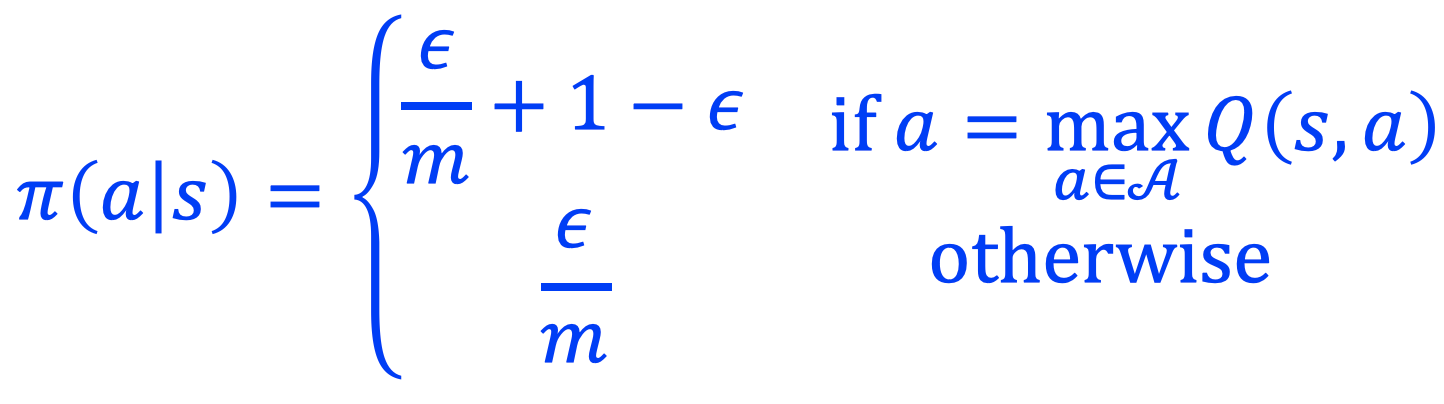 π(a|s) = { ϵ/m + 1 − ϵ if a = max_{a∈𝒜} Q(s, a)
ϵ/m otherwise